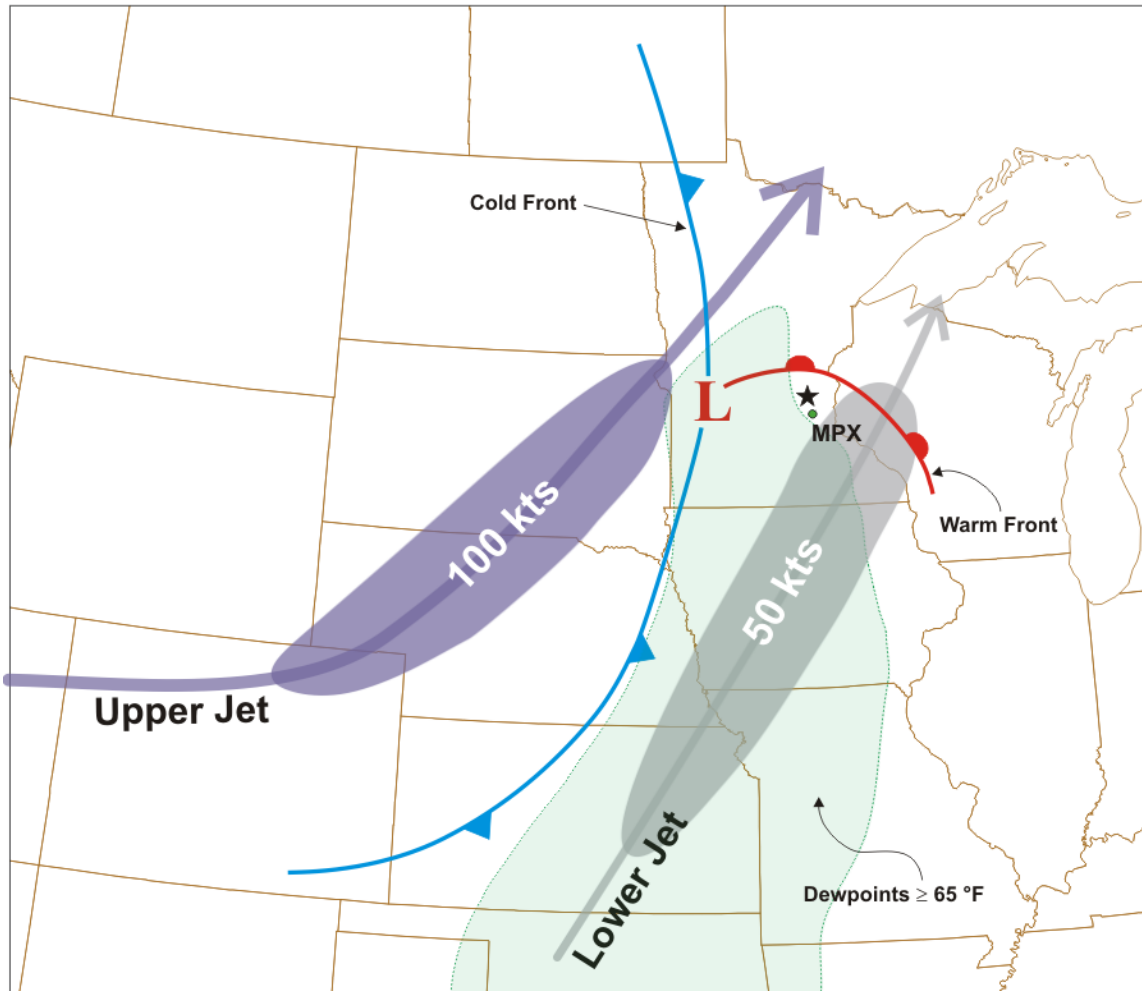 Cold Front
L
MPX
100 kts
50 kts
Warm Front
Upper Jet
Lower Jet
Dewpoints ≥ 65 °F